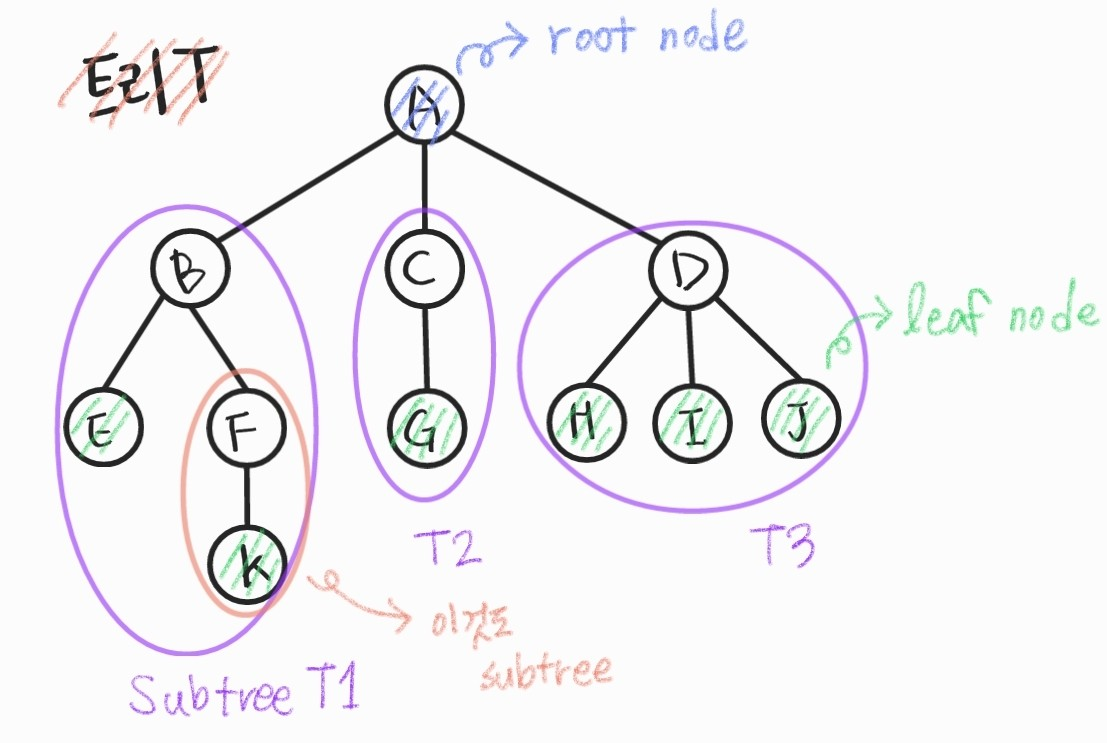 트리 T
root node
A
B
C
D
leaf node
E
F
G
H
I
J
K
T2
T3
이것도
subtree
Subtree T1